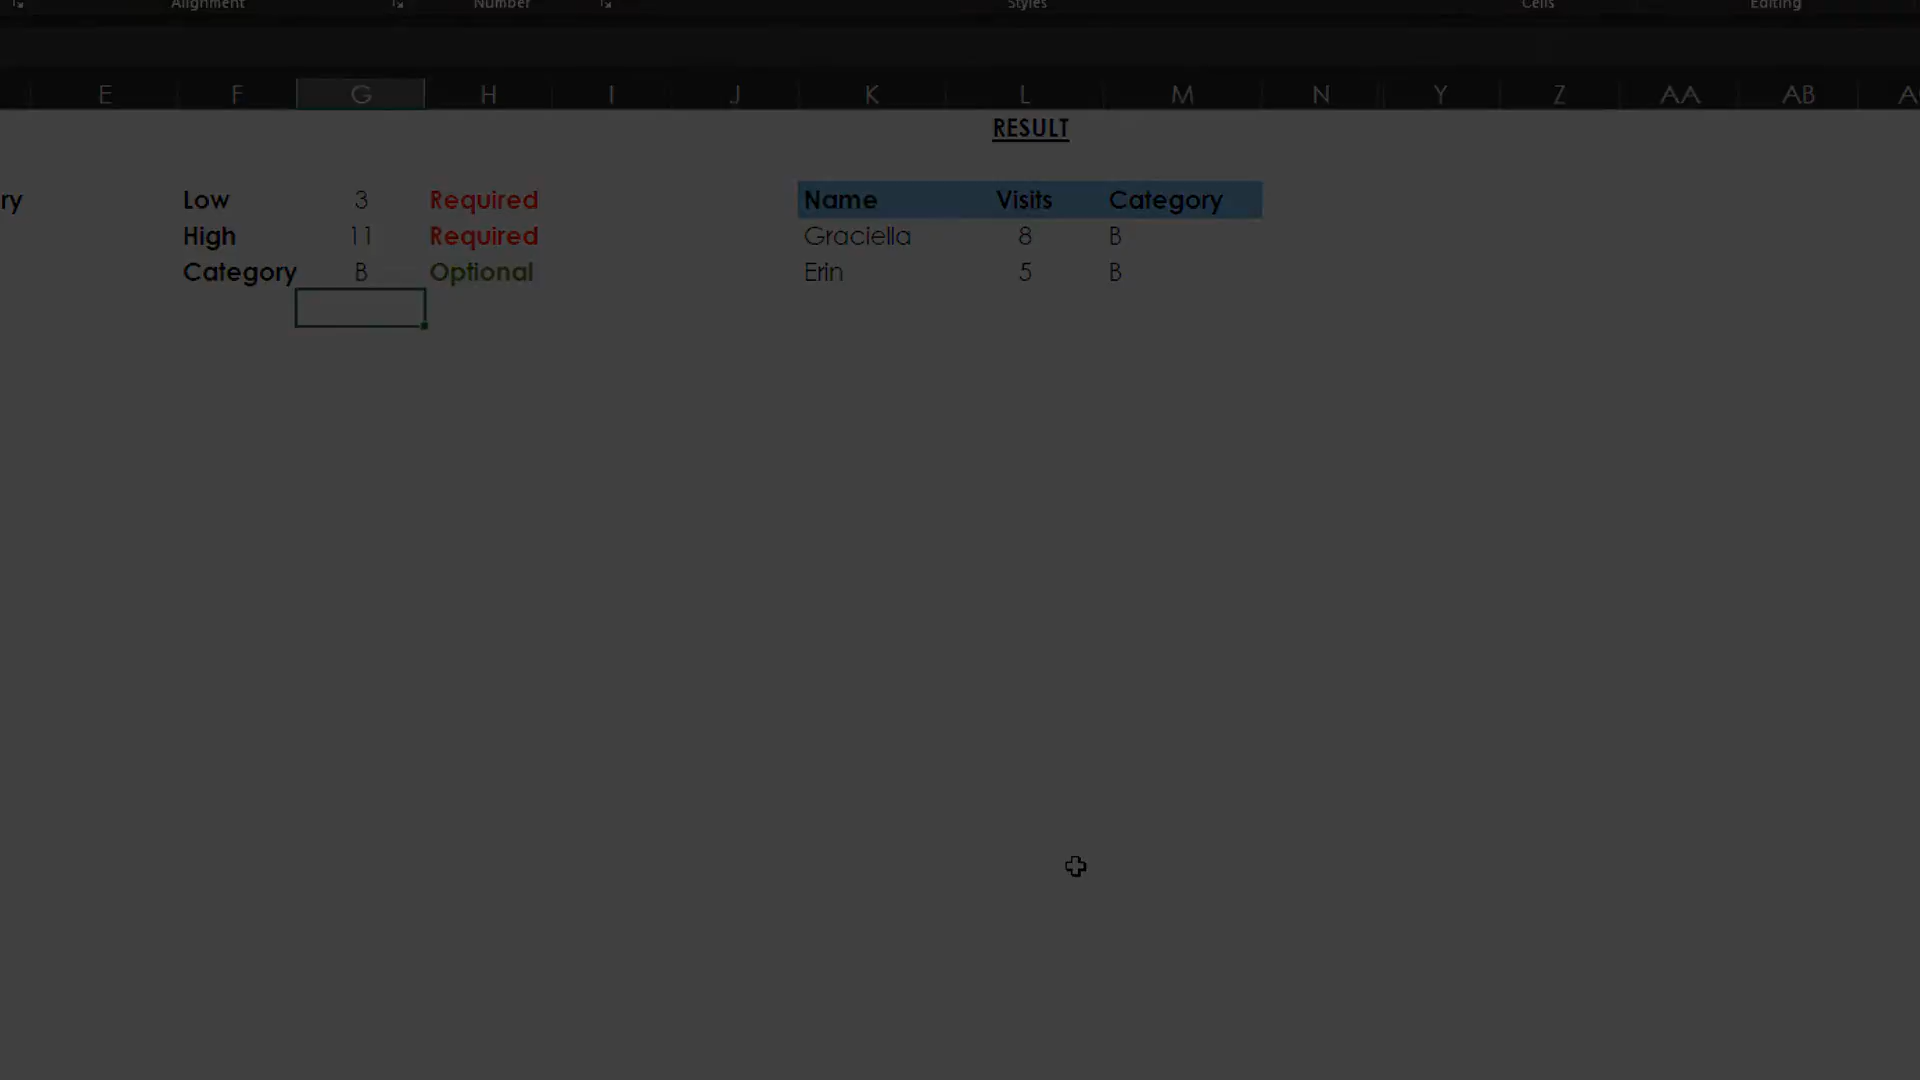 Alignment Number Styles Cells Editing
E F G H I J K L M N Y Z AA AB A
RESULT
ry Low 3 Required Name Visits Category
High 11 Required Graciella 8 B
Category B Optional Erin 5 B